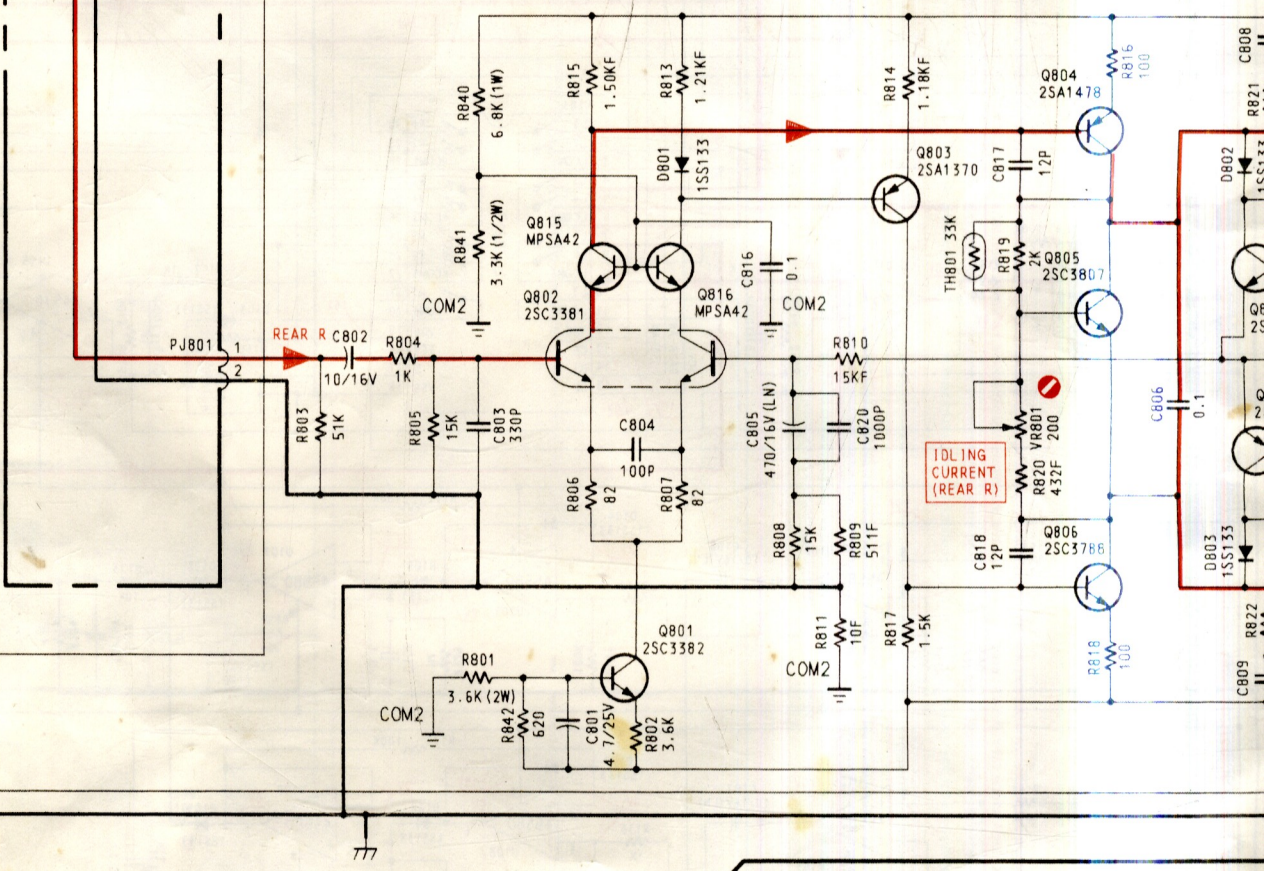 C808
R815
1.50KF
R813
1.21KF
R814
1.18KF
Q804
2SA1478
R816
100
R840
6.8K(1W)
R821
D801
1SS133
Q803
2SA1370
C817
12P
D802
1SS133
R841
3.3K(1/2W)
Q815
MPSA42
C816
0.1
TH801 33K
R819
2K
Q805
2SC3807
COM2
Q802
2SC3381
Q816
MPSA42
COM2
PJ801
1
2
REAR R
C802
10/16V
R804
1K
R810
15KF
R803
51K
R805
15K
C803
330P
C804
100P
C805
470/16V(LN)
C820
1000P
VR801
200
C806
0.1
IDLING
CURRENT
(REAR R)
R820
432F
R806
82
R807
82
R808
15K
R809
511F
C818
12P
Q806
2SC3788
D803
1SS133
R811
10F
R817
1.5K
R818
100
R822
COM2
Q801
2SC3382
R801
3.6K(2W)
COM2
R842
620
C801
4.7/25V
R802
3.6K
C809